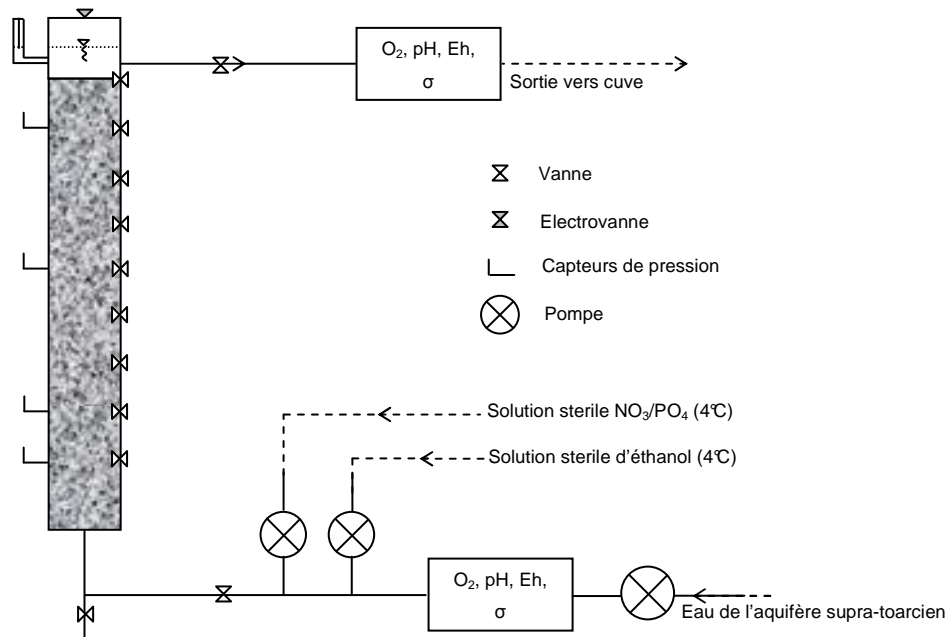 O₂, pH, Eh,
σ
Sortie vers cuve
Vanne
Electrovanne
Capteurs de pression
Pompe
Solution sterile NO₃/PO₄ (4°C)
Solution sterile d'éthanol (4°C)
O₂, pH, Eh,
σ
Eau de l'aquifère supra-toarcien